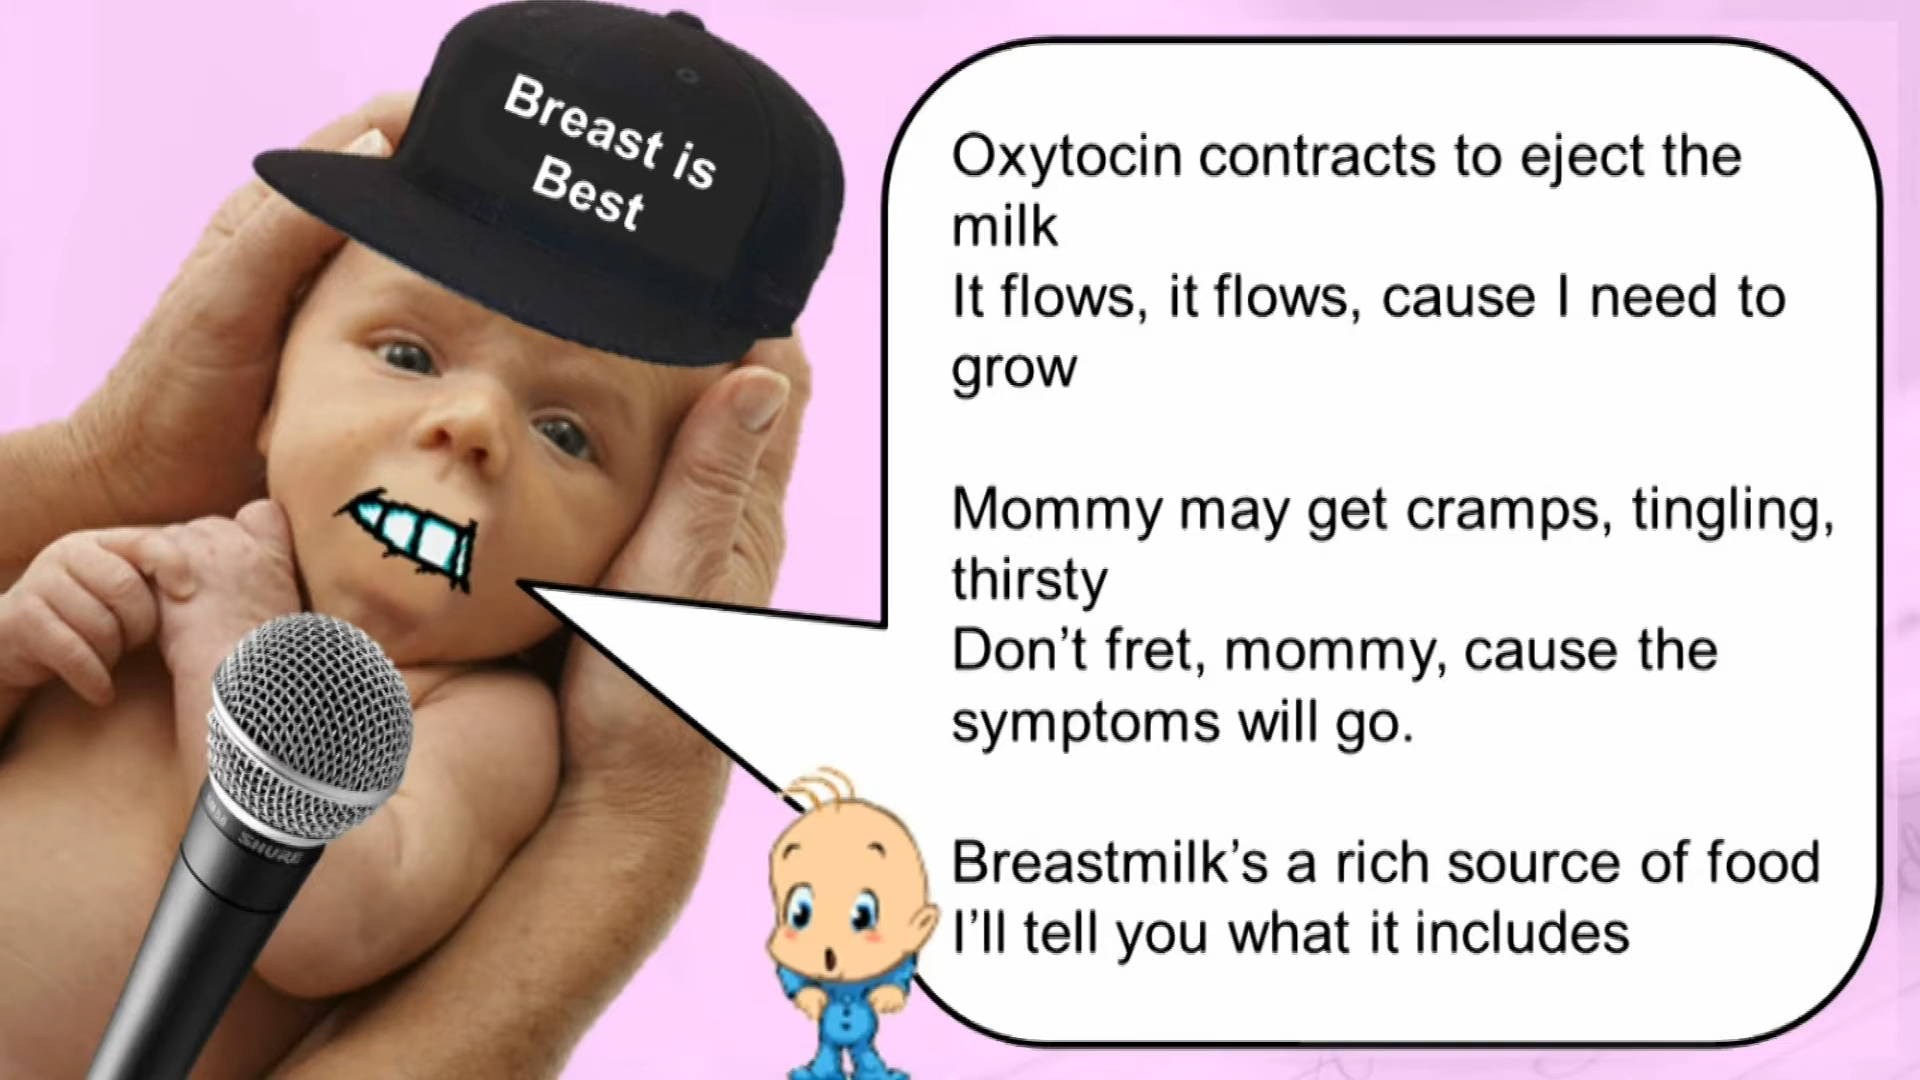 Breast is
Best
Oxytocin contracts to eject the
milk
It flows, it flows, cause I need to
grow
Mommy may get cramps, tingling,
thirsty
Don't fret, mommy, cause the
symptoms will go.
Breastmilk's a rich source of food
I'll tell you what it includes
SHURE